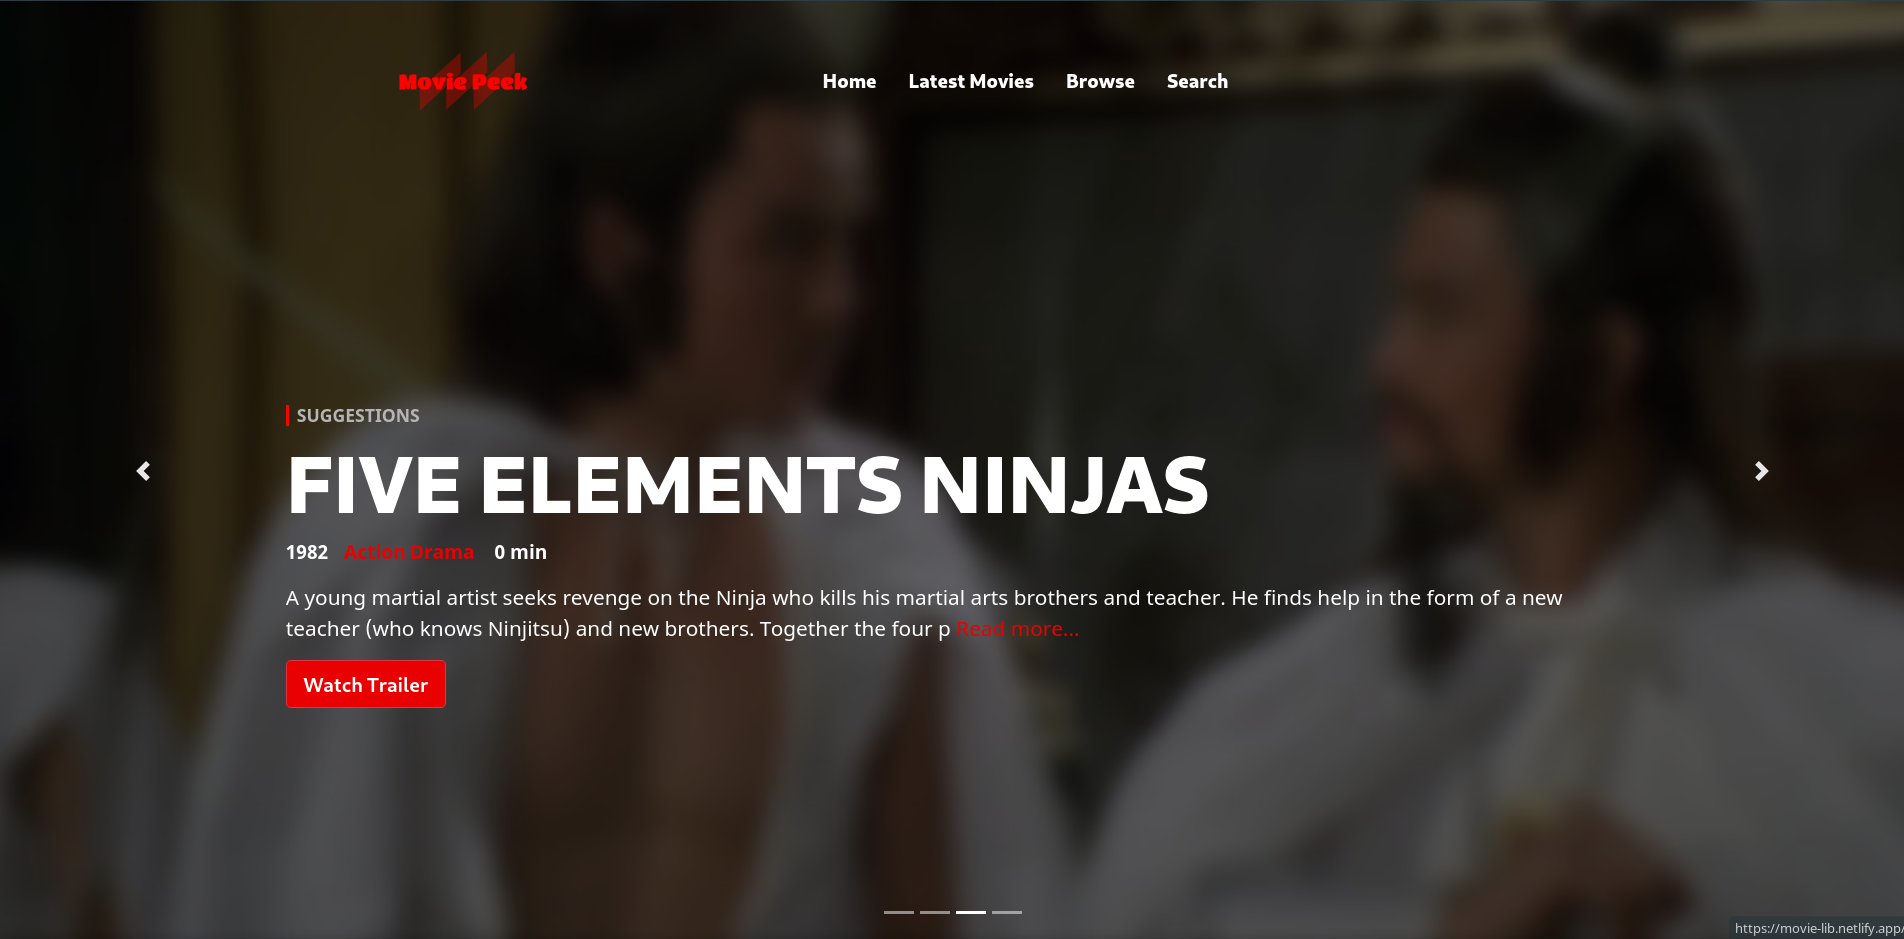 Movie Peek
Home Latest Movies Browse Search
SUGGESTIONS
FIVE ELEMENTS NINJAS
1982 Action Drama 0 min
A young martial artist seeks revenge on the Ninja who kills his martial arts brothers and teacher. He finds help in the form of a new
teacher (who knows Ninjitsu) and new brothers. Together the four p Read more...
Watch Trailer
https://movie-lib.netlify.app